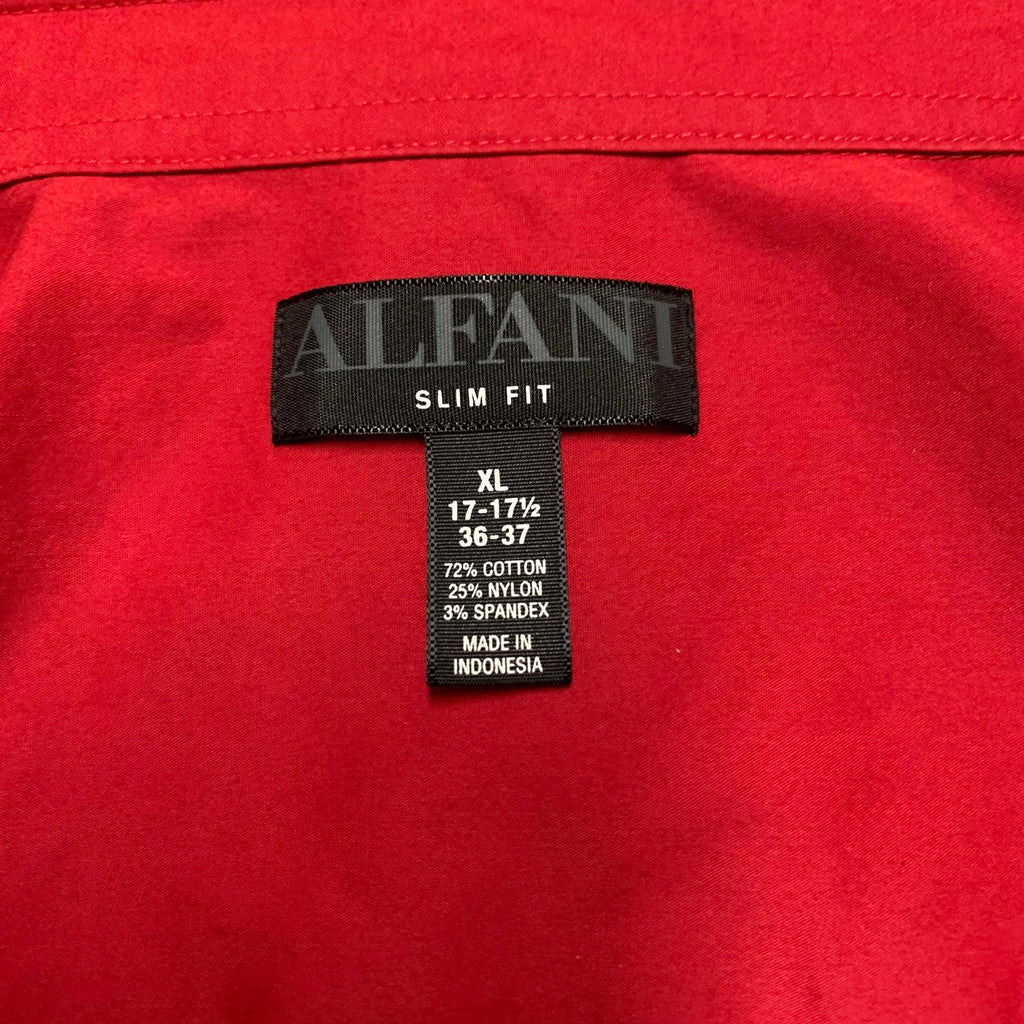 ALFANI
SLIM FIT
XL
17-17½
36-37
72% COTTON
25% NYLON
3% SPANDEX
MADE IN
INDONESIA